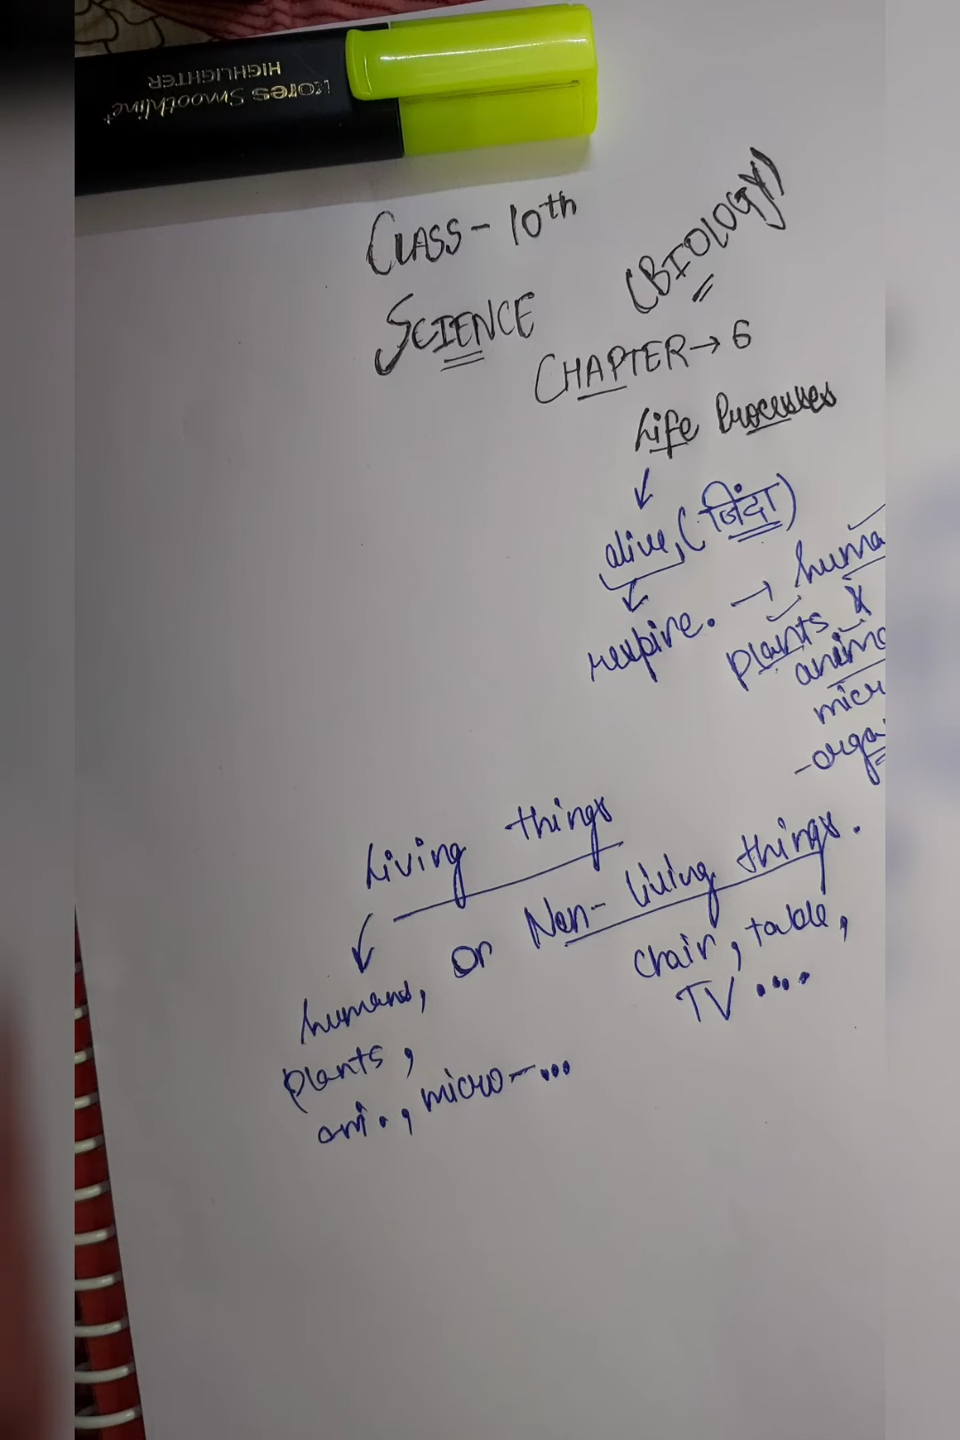 Kores Smoothline+
HIGHLIGHTER
CLASS - 10th
SCIENCE (BIOLOGY)
CHAPTER → 6
Life Processes
↓
alive, (जिंदा)
↓
respire. → huma
plants &
anima
micr
-orga
Living things
or Non-living things.
↓
humans,
plants,
ani., micro-...
chair, table,
TV ....